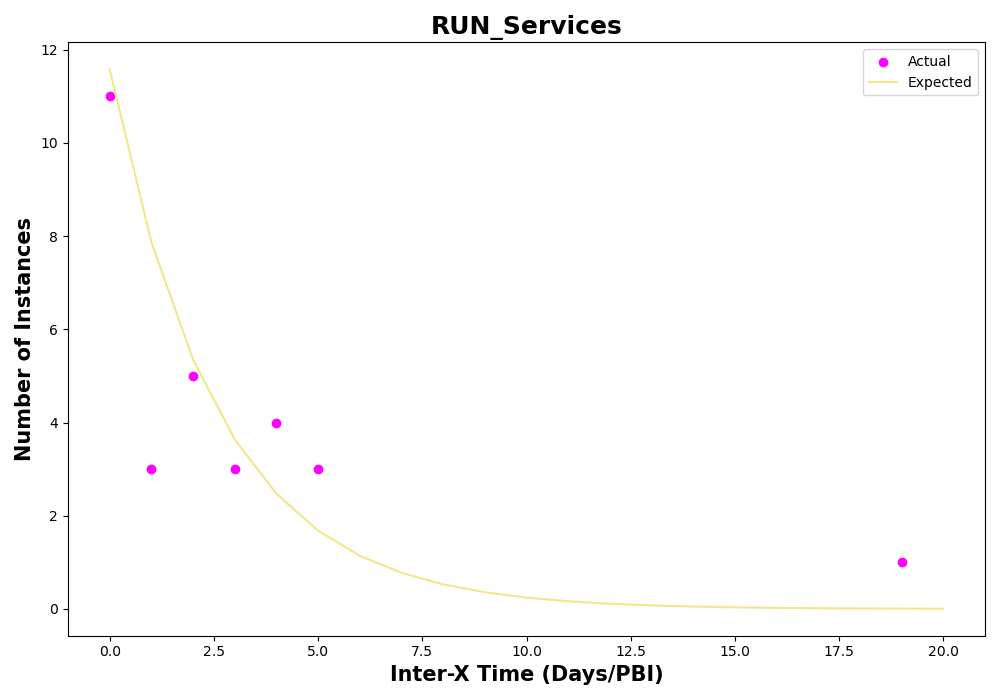 RUN_Services
12
10
8
6
4
2
0
Number of Instances
Actual
Expected
0.0 2.5 5.0 7.5 10.0 12.5 15.0 17.5 20.0
Inter-X Time (Days/PBI)